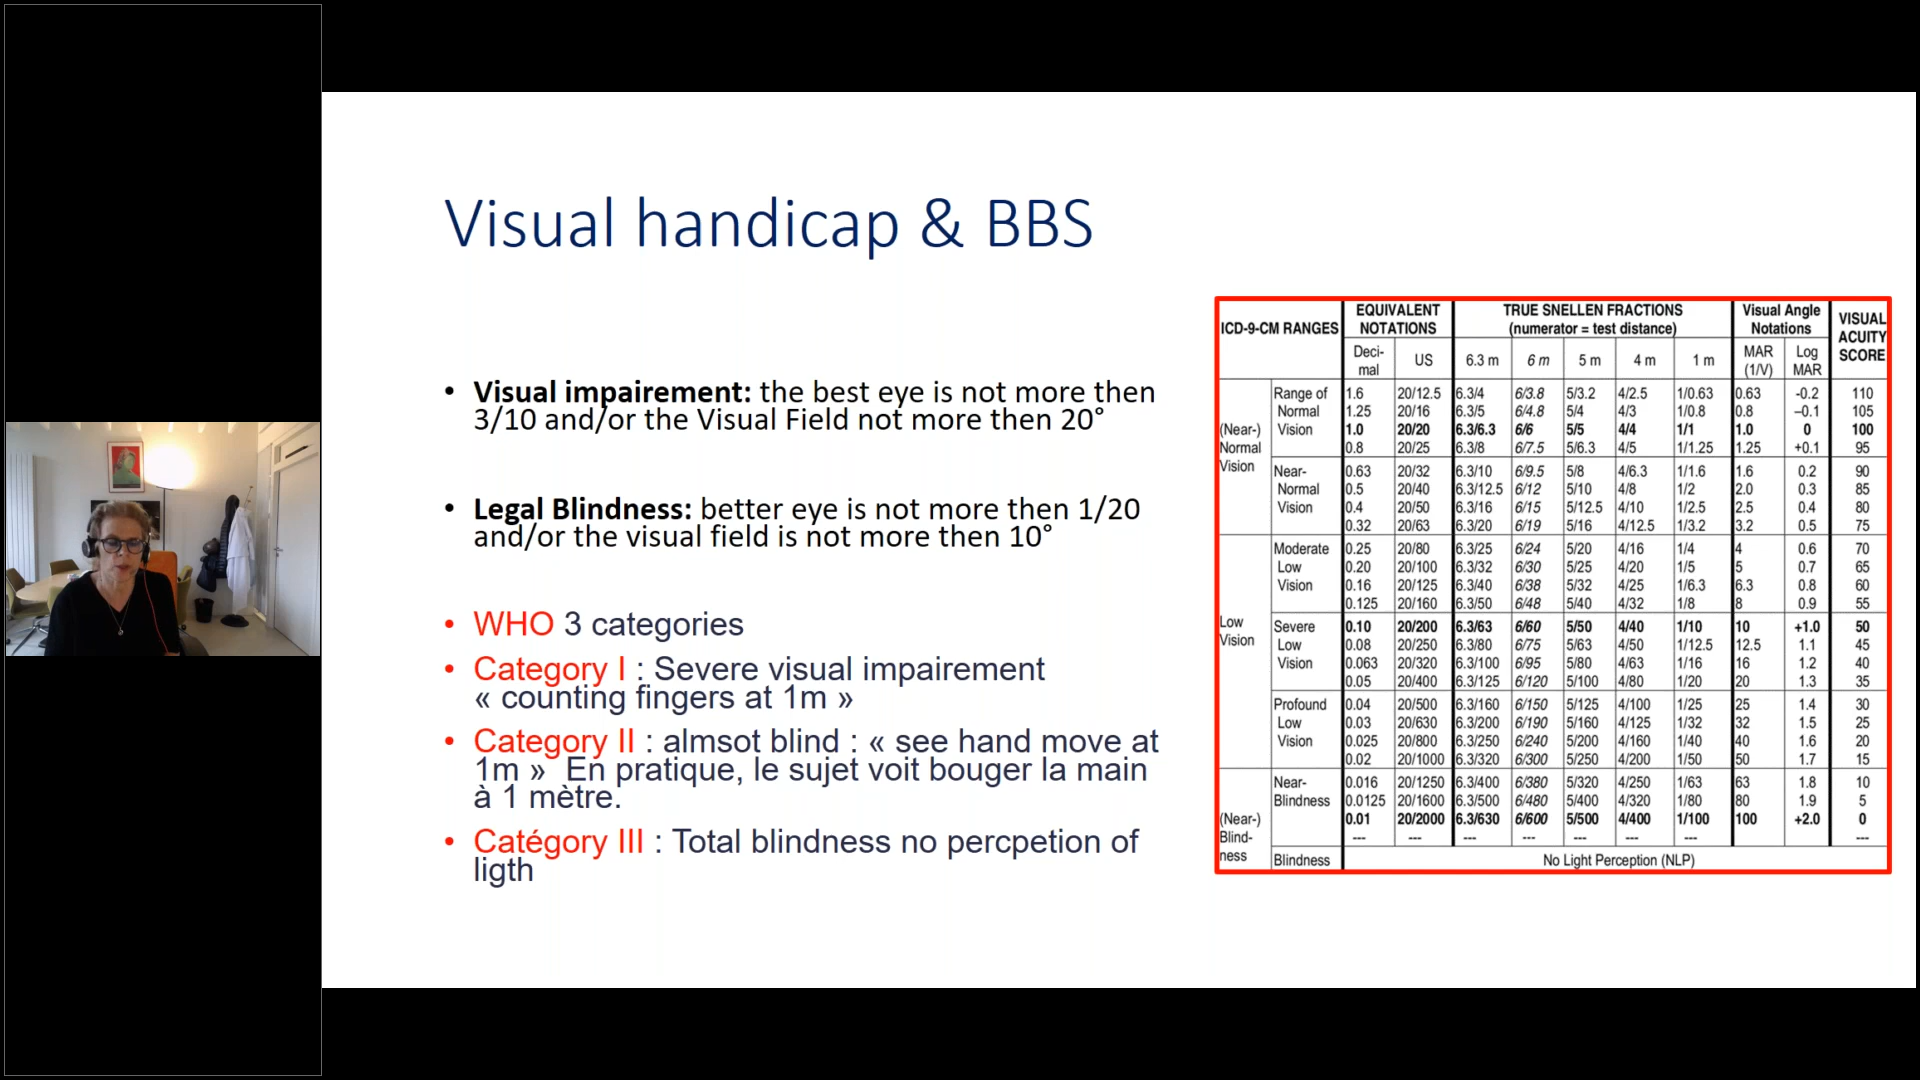 Visual handicap & BBS
• Visual impairement: the best eye is not more then
3/10 and/or the Visual Field not more then 20°
• Legal Blindness: better eye is not more then 1/20
and/or the visual field is not more then 10°
• WHO 3 categories
• Category I : Severe visual impairement
« counting fingers at 1m »
• Category II : almsot blind : « see hand move at
1m »  En pratique, le sujet voit bouger la main
à 1 mètre.
• Catégory III : Total blindness no percpetion of
ligth
ICD-9-CM RANGES
EQUIVALENT
NOTATIONS
TRUE SNELLEN FRACTIONS
(numerator = test distance)
Visual Angle
Notations
VISUAL
ACUITY
SCORE
Deci-
mal
US
6.3 m 6 m 5 m 4 m 1 m
MAR
(1/V)
Log
MAR
(Near-)
Normal
Vision
Range of
Normal
Vision
1.6 20/12.5 6.3/4 6/3.8 5/3.2 4/2.5 1/0.63 0.63 -0.2 110
1.25 20/16 6.3/5 6/4.8 5/4 4/3 1/0.8 0.8 –0.1 105
1.0 20/20 6.3/6.3 6/6 5/5 4/4 1/1 1.0 0 100
0.8 20/25 6.3/8 6/7.5 5/6.3 4/5 1/1.25 1.25 +0.1 95
Near-
Normal
Vision
0.63 20/32 6.3/10 6/9.5 5/8 4/6.3 1/1.6 1.6 0.2 90
0.5 20/40 6.3/12.5 6/12 5/10 4/8 1/2 2.0 0.3 85
0.4 20/50 6.3/16 6/15 5/12.5 4/10 1/2.5 2.5 0.4 80
0.32 20/63 6.3/20 6/19 5/16 4/12.5 1/3.2 3.2 0.5 75
Low
Vision
Moderate
Low
Vision
0.25 20/80 6.3/25 6/24 5/20 4/16 1/4 4 0.6 70
0.20 20/100 6.3/32 6/30 5/25 4/20 1/5 5 0.7 65
0.16 20/125 6.3/40 6/38 5/32 4/25 1/6.3 6.3 0.8 60
0.125 20/160 6.3/50 6/48 5/40 4/32 1/8 8 0.9 55
Severe
Low
Vision
0.10 20/200 6.3/63 6/60 5/50 4/40 1/10 10 +1.0 50
0.08 20/250 6.3/80 6/75 5/63 4/50 1/12.5 12.5 1.1 45
0.063 20/320 6.3/100 6/95 5/80 4/63 1/16 16 1.2 40
0.05 20/400 6.3/125 6/120 5/100 4/80 1/20 20 1.3 35
Profound
Low
Vision
0.04 20/500 6.3/160 6/150 5/125 4/100 1/25 25 1.4 30
0.03 20/630 6.3/200 6/190 5/160 4/125 1/32 32 1.5 25
0.025 20/800 6.3/250 6/240 5/200 4/160 1/40 40 1.6 20
0.02 20/1000 6.3/320 6/300 5/250 4/200 1/50 50 1.7 15
(Near-)
Blind-
ness
Near-
Blindness
0.016 20/1250 6.3/400 6/380 5/320 4/250 1/63 63 1.8 10
0.0125 20/1600 6.3/500 6/480 5/400 4/320 1/80 80 1.9 5
0.01 20/2000 6.3/630 6/600 5/500 4/400 1/100 100 +2.0 0
--- --- --- --- --- --- --- ---
Blindness No Light Perception (NLP)